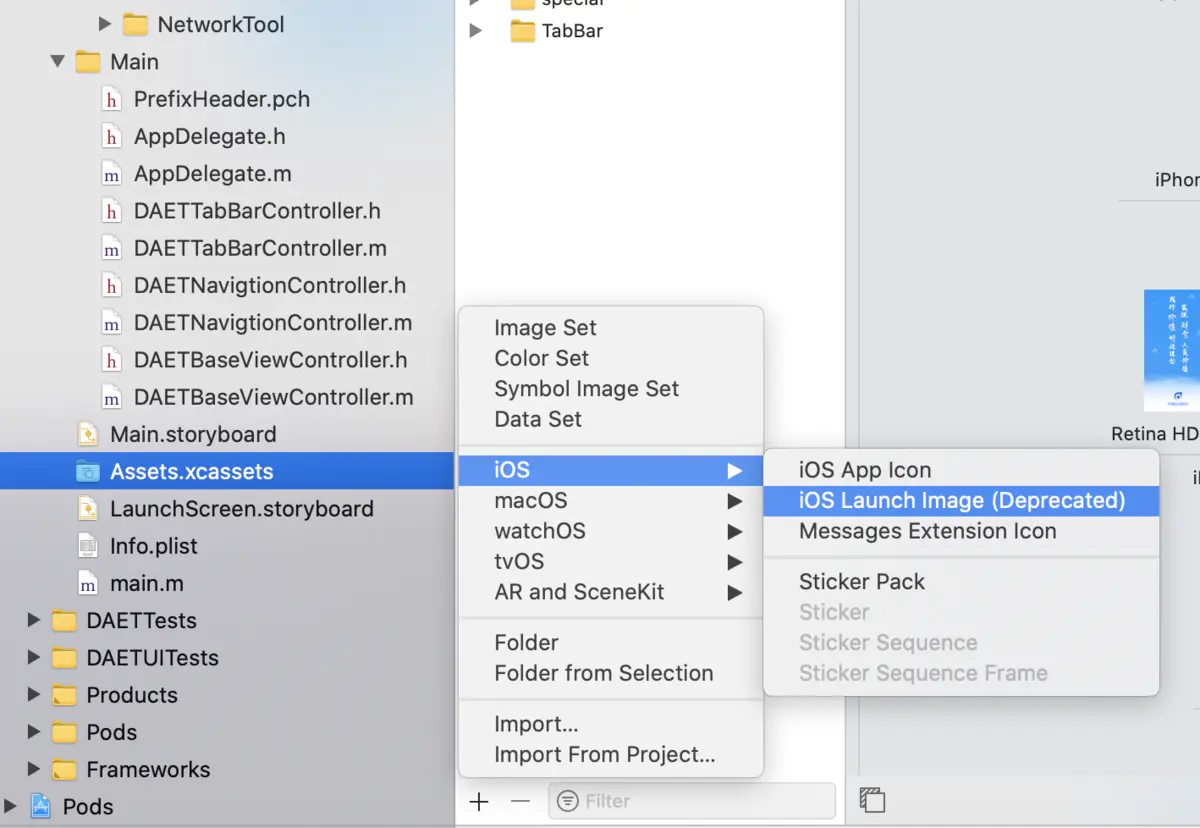 NetworkTool
Main
PrefixHeader.pch
AppDelegate.h
AppDelegate.m
DAETTabBarController.h
DAETTabBarController.m
DAETNavigtionController.h
DAETNavigtionController.m
DAETBaseViewController.h
DAETBaseViewController.m
Main.storyboard
Assets.xcassets
LaunchScreen.storyboard
Info.plist
main.m
DAETTests
DAETUITests
Products
Pods
Frameworks
Pods
special
TabBar
Image Set
Color Set
Symbol Image Set
Data Set
iOS
macOS
watchOS
tvOS
AR and SceneKit
Folder
Folder from Selection
Import...
Import From Project...
Filter
iOS App Icon
iOS Launch Image (Deprecated)
Messages Extension Icon
Sticker Pack
Sticker
Sticker Sequence
Sticker Sequence Frame
Retina HD